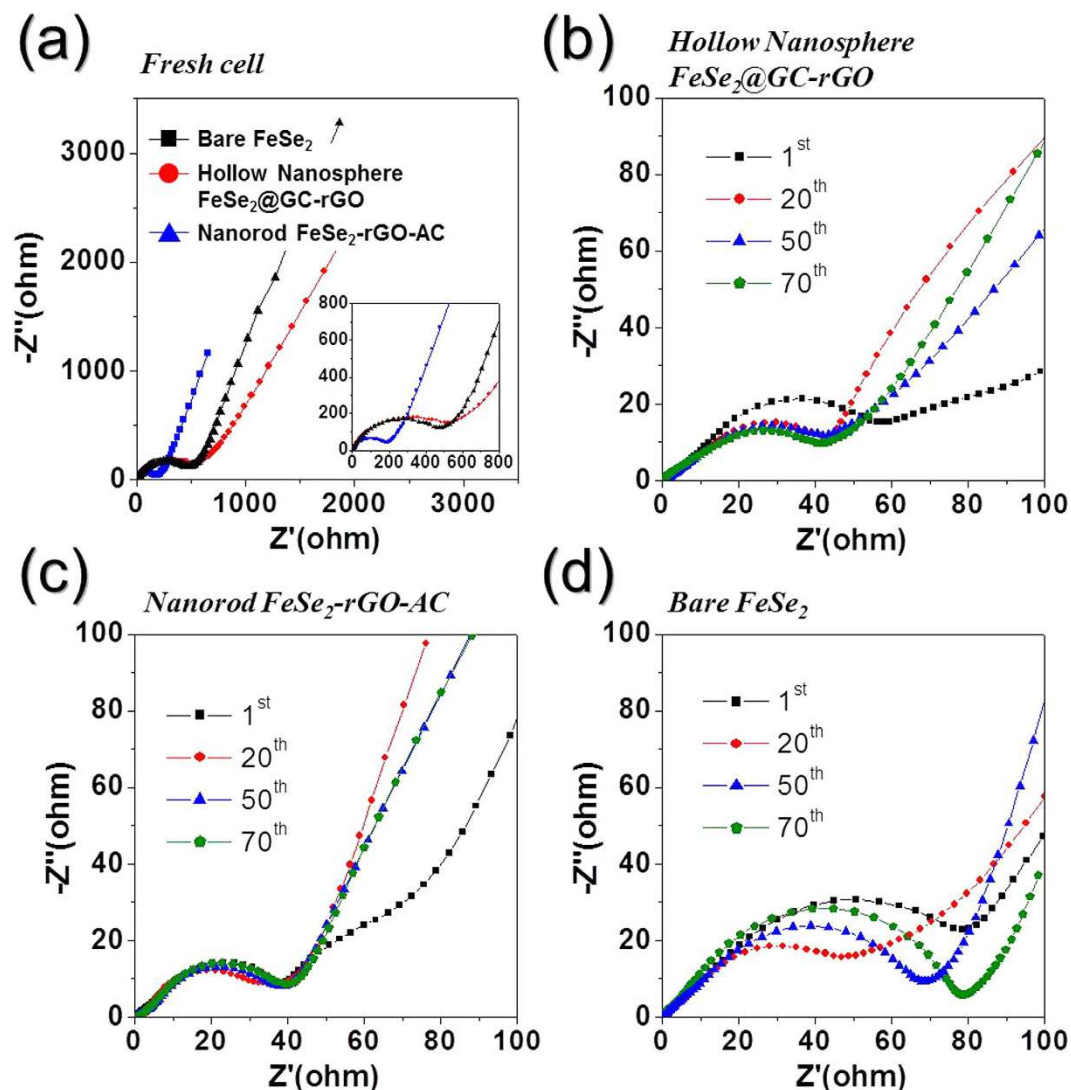 (a)
Fresh cell
3000
2000
1000
0
-Z"(ohm)
Bare FeSe₂
Hollow Nanosphere
FeSe₂@GC-rGO
Nanorod FeSe₂-rGO-AC
800
600
400
200
0
0 200 400 600 800
0 1000 2000 3000
Z'(ohm)
(b)
Hollow Nanosphere
FeSe₂@GC-rGO
100
80
60
40
20
0
-Z"(ohm)
1ˢᵗ
20ᵗʰ
50ᵗʰ
70ᵗʰ
0 20 40 60 80 100
Z'(ohm)
(c)
Nanorod FeSe₂-rGO-AC
100
80
60
40
20
0
-Z"(ohm)
1ˢᵗ
20ᵗʰ
50ᵗʰ
70ᵗʰ
0 20 40 60 80 100
Z'(ohm)
(d)
Bare FeSe₂
100
80
60
40
20
0
-Z"(ohm)
1ˢᵗ
20ᵗʰ
50ᵗʰ
70ᵗʰ
0 20 40 60 80 100
Z'(ohm)